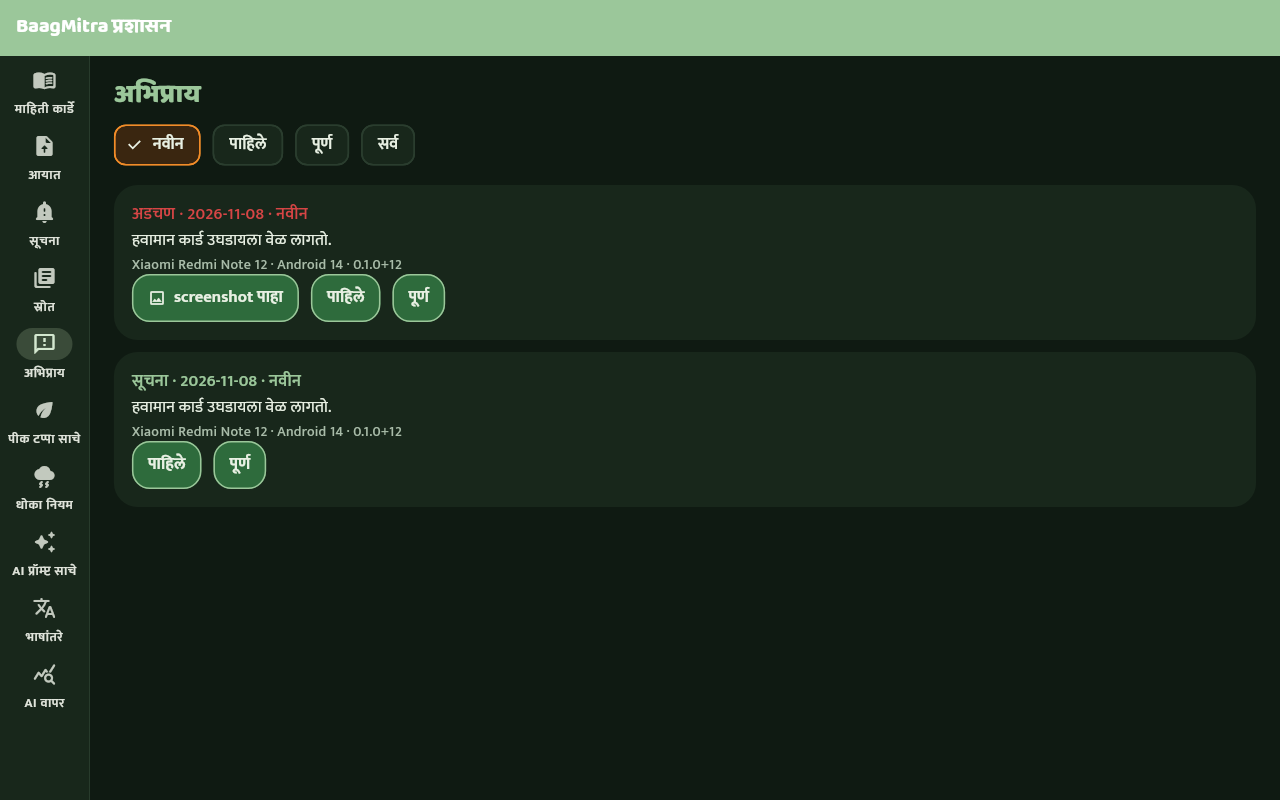 BaagMitra प्रशासन
माहिती कार्डे
आयात
सूचना
स्रोत
अभिप्राय
पीक टप्पा साचे
धोका नियम
AI प्रॉम्प्ट साचे
भाषांतरे
AI वापर
अभिप्राय
नवीन
पाहिले
पूर्ण
सर्व
अडचण · 2026-11-08 · नवीन
हवामान कार्ड उघडायला वेळ लागतो.
Xiaomi Redmi Note 12 · Android 14 · 0.1.0+12
screenshot पाहा
पाहिले
पूर्ण
सूचना · 2026-11-08 · नवीन
हवामान कार्ड उघडायला वेळ लागतो.
Xiaomi Redmi Note 12 · Android 14 · 0.1.0+12
पाहिले
पूर्ण